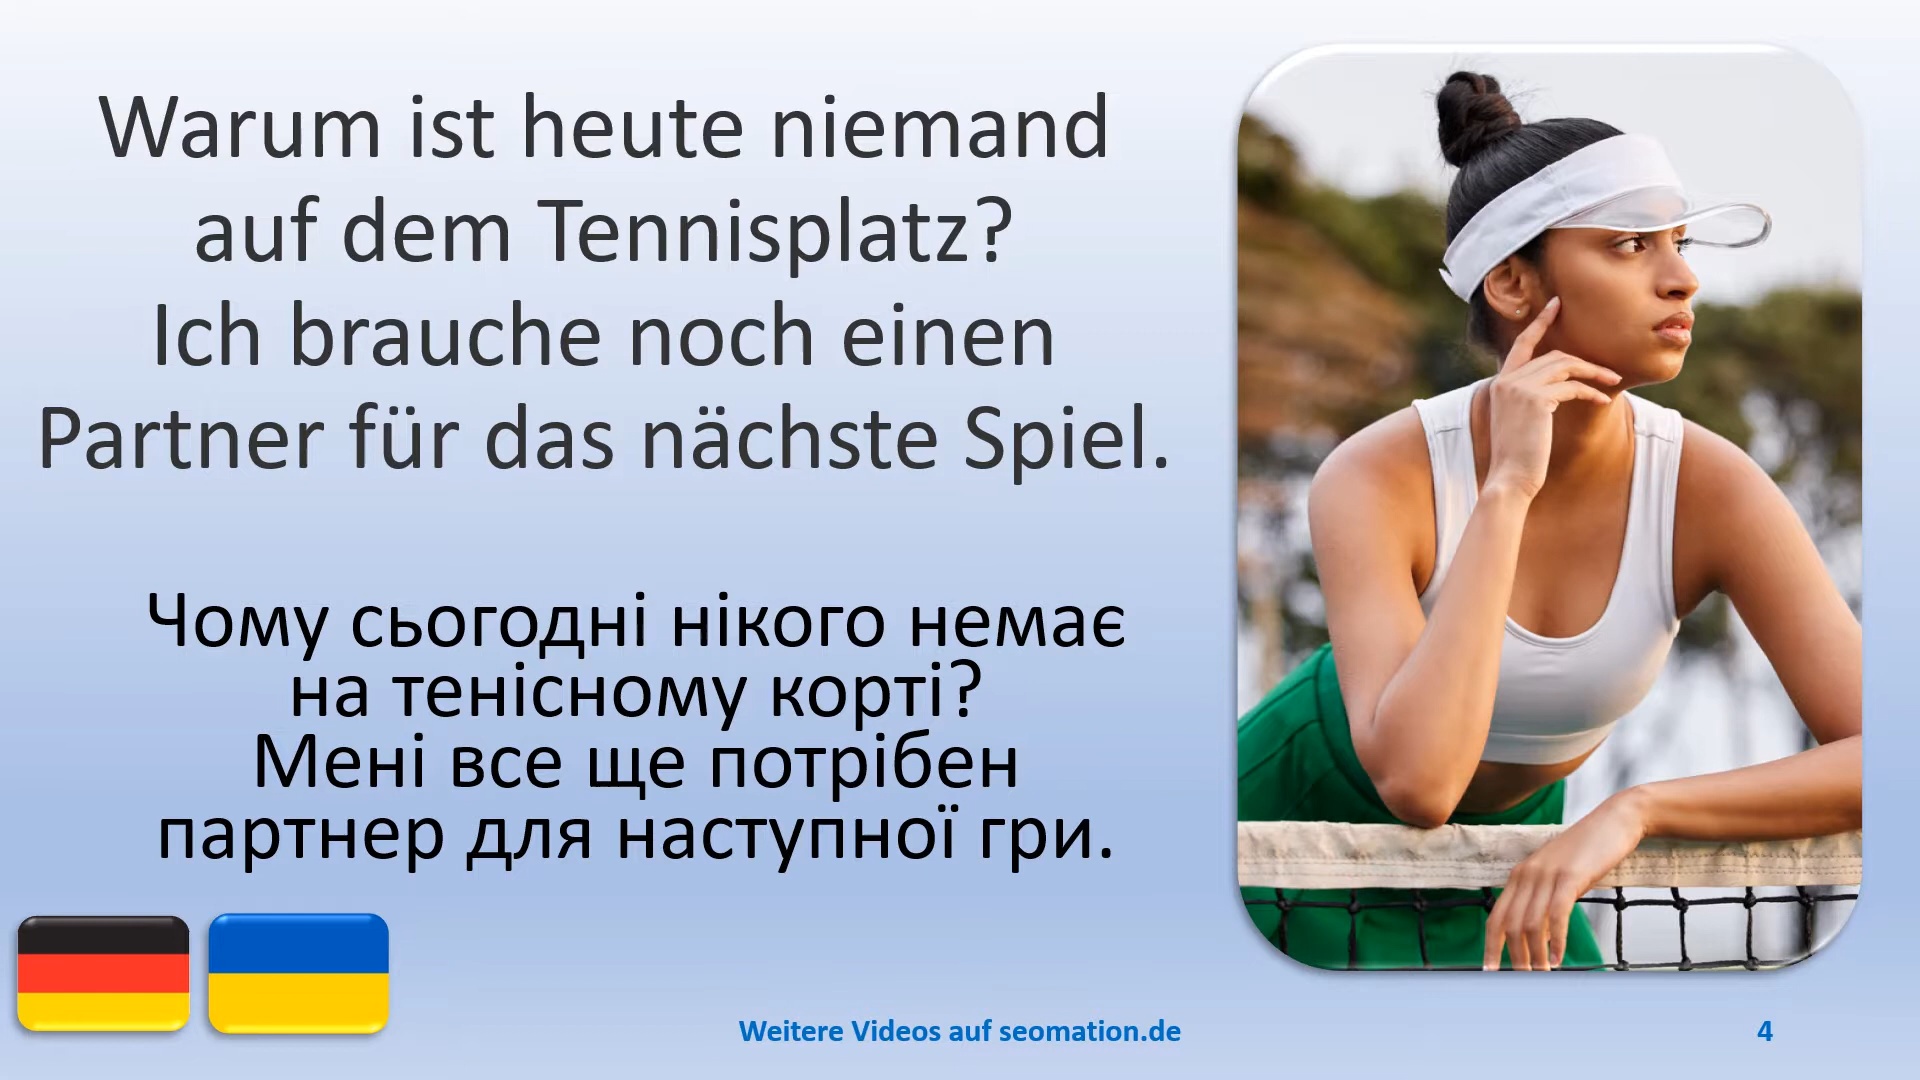 Warum ist heute niemand
auf dem Tennisplatz?
Ich brauche noch einen
Partner für das nächste Spiel.
Чому сьогодні нікого немає
на тенісному корті?
Мені все ще потрібен
партнер для наступної гри.
Weitere Videos auf seomation.de
4